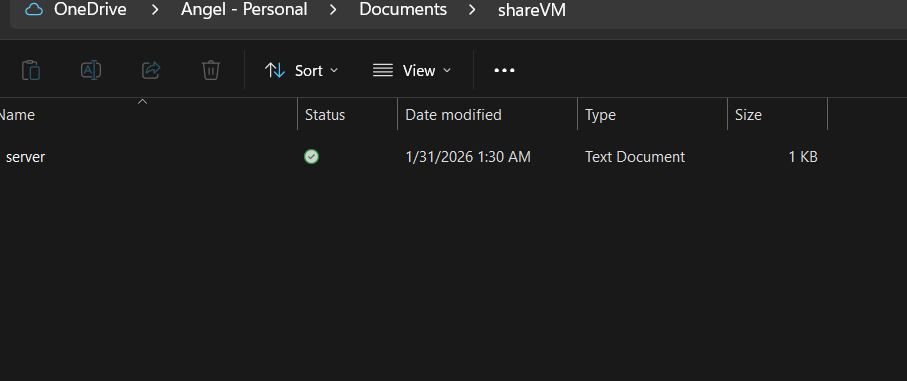 OneDrive > Angel - Personal > Documents > shareVM
Sort View
Name Status Date modified Type Size
server 1/31/2026 1:30 AM Text Document 1 KB